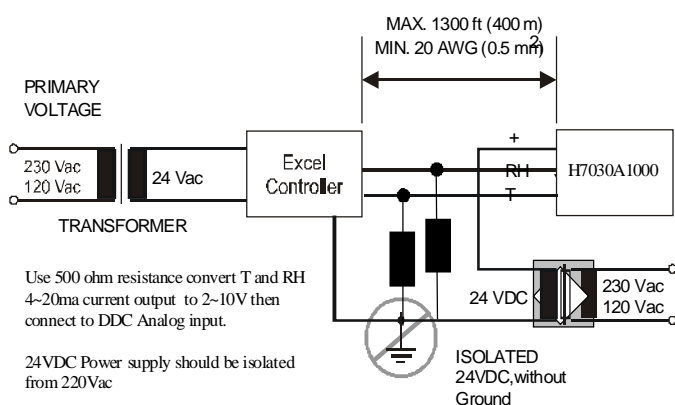 MAX. 1300 ft (400 m)
MIN. 20 AWG (0.5 mm2)
PRIMARY
VOLTAGE
230 Vac
120 Vac
24 Vac
TRANSFORMER
Excel
Controller
+
RH
T
H7030A1000
Use 500 ohm resistance convert T and RH
4~20ma current output to 2~10V then
connect to DDC Analog input.
24VDC Power supply should be isolated
from 220Vac
24 VDC
230 Vac
120 Vac
ISOLATED
24VDC,without
Ground